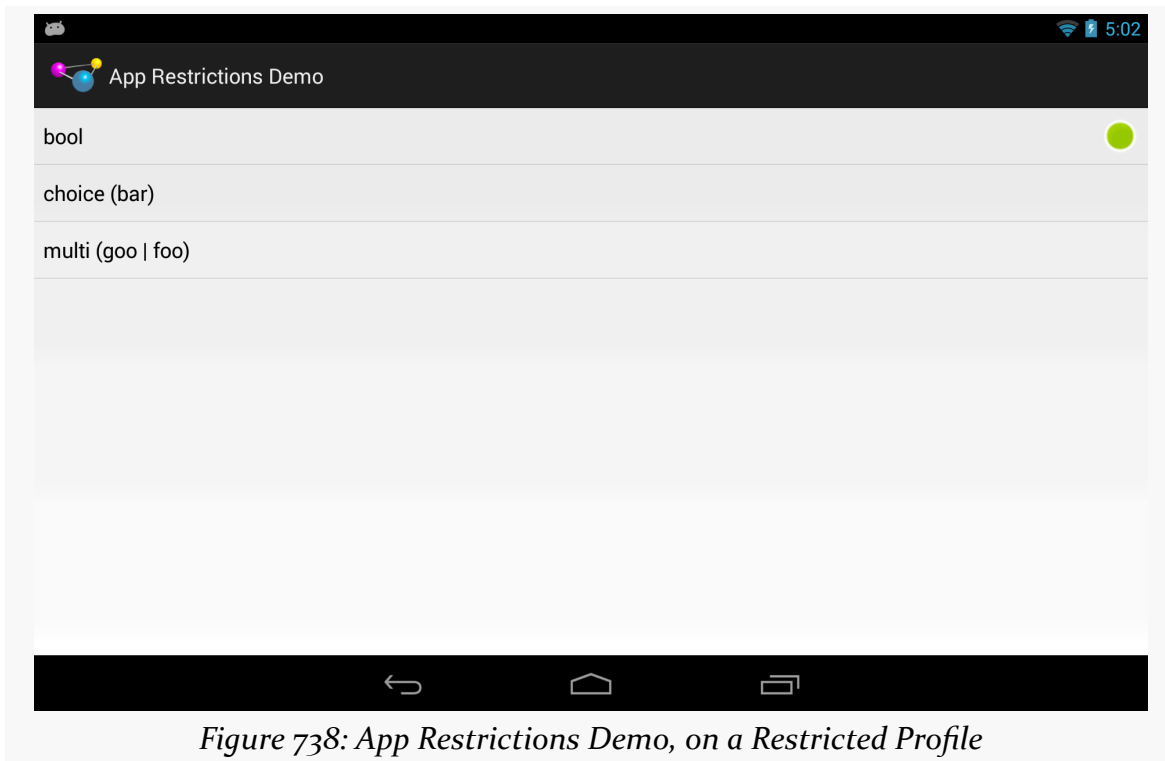 5:02
App Restrictions Demo
bool
choice (bar)
multi (goo | foo)
Figure 738: App Restrictions Demo, on a Restricted Profile